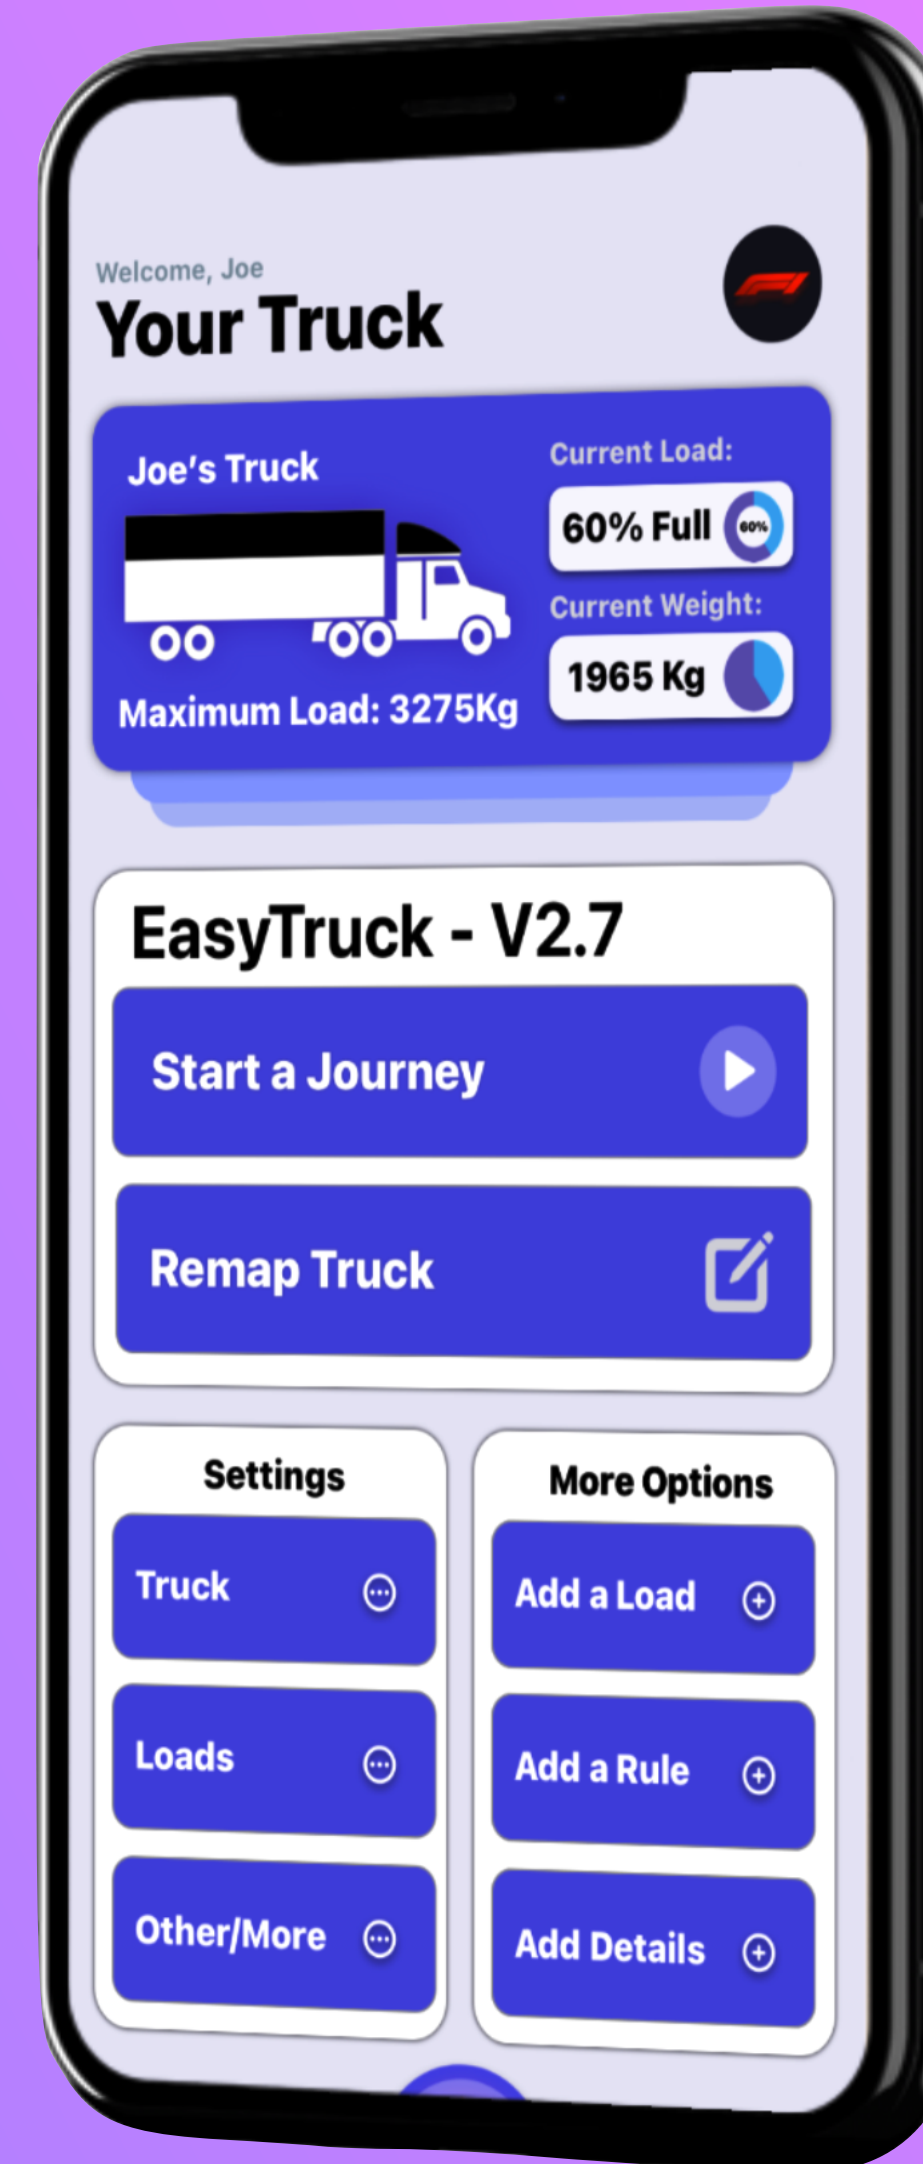 Welcome, Joe
Your Truck
Joe's Truck
Maximum Load: 3275Kg
Current Load:
60% Full
60%
Current Weight:
1965 Kg
EasyTruck - V2.7
Start a Journey
Remap Truck
Settings
Truck
Loads
Other/More
More Options
Add a Load
Add a Rule
Add Details